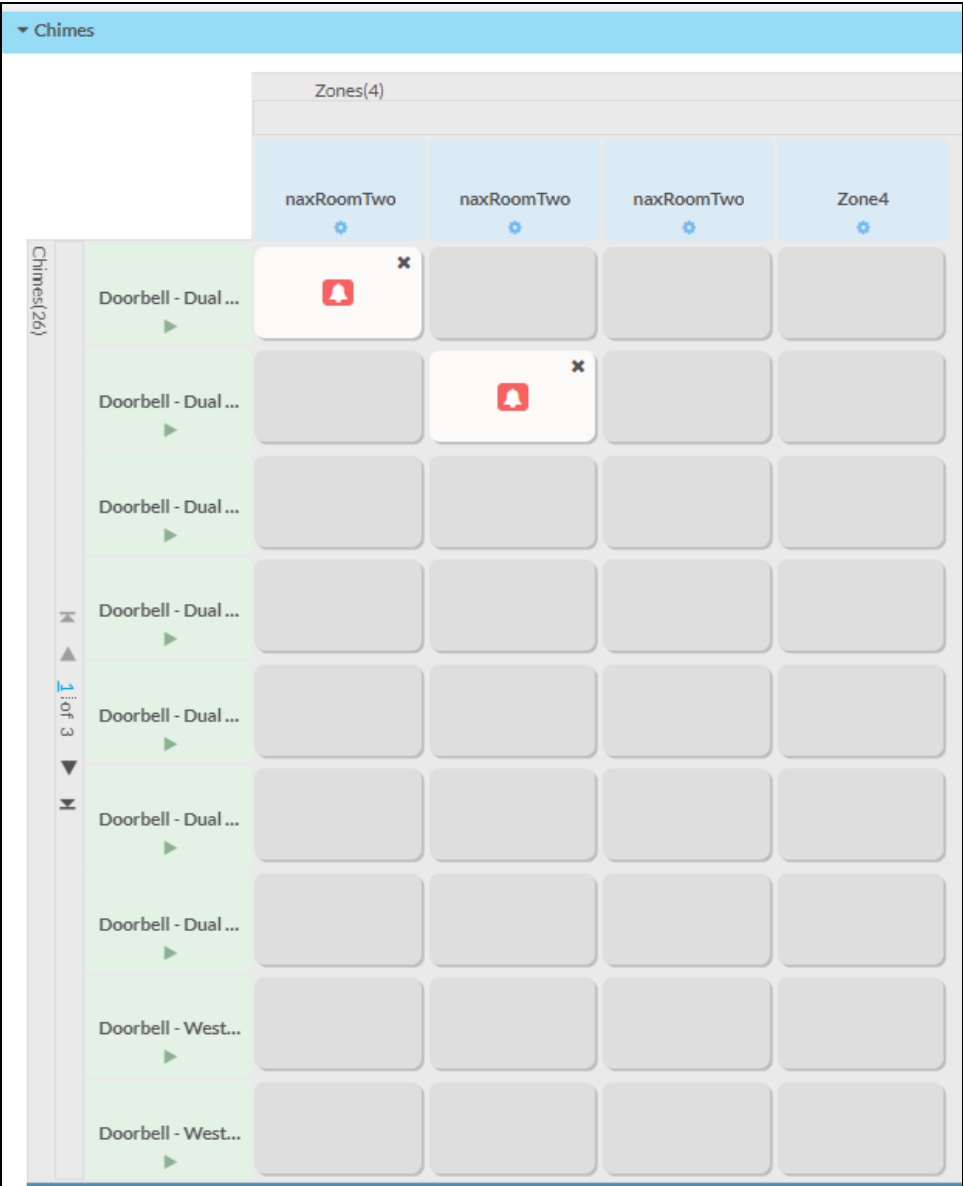 Chimes
Zones(4)
naxRoomTwo naxRoomTwo naxRoomTwo Zone4
Chimes(26)
Doorbell - Dual ...
Doorbell - Dual ...
Doorbell - Dual ...
Doorbell - Dual ...
1 of 3
Doorbell - Dual ...
Doorbell - Dual ...
Doorbell - Dual ...
Doorbell - West...
Doorbell - West...